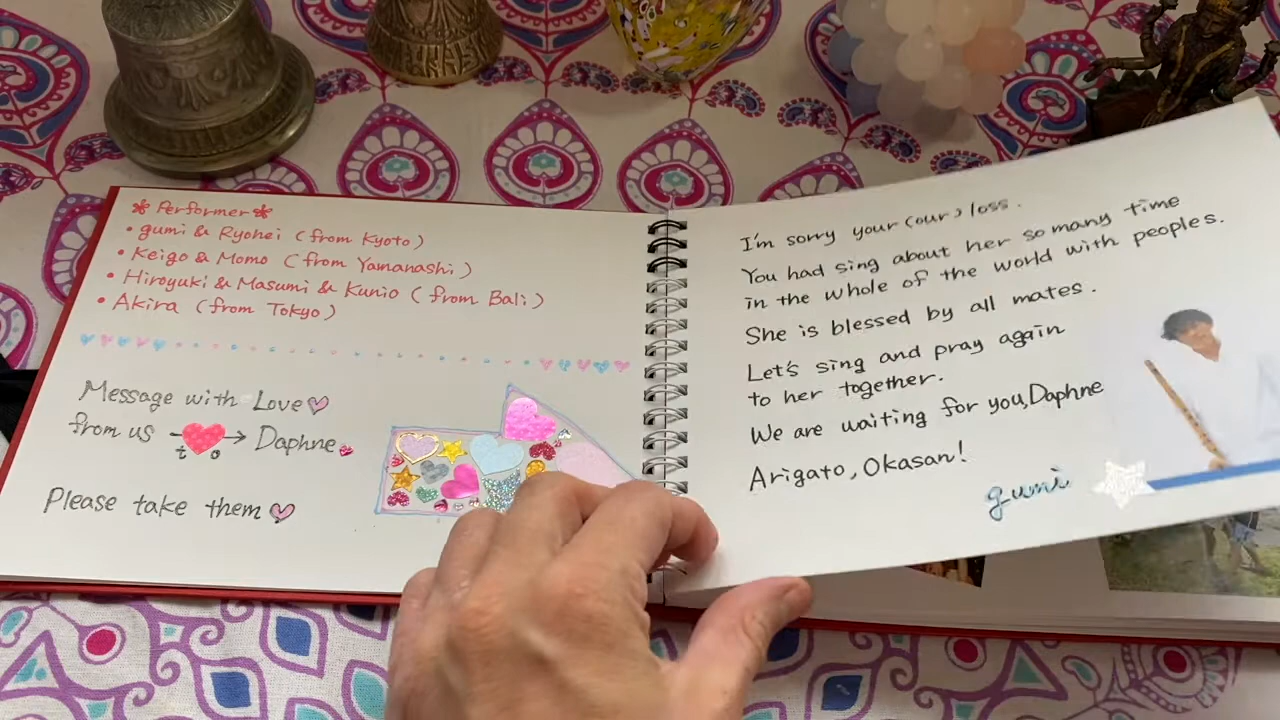 * Performer *
• gumi & Ryohei (from Kyoto)
• Keigo & Momo (from Yamanashi)
• Hiroyuki & Masumi & Kunio (from Bali)
• Akira (from Tokyo)
Message with Love
from us to Daphne
Please take them
I'm sorry your (our) loss.
You had sing about her so many time
in the whole of the world with peoples.
She is blessed by all mates.
Let's sing and pray again
to her together.
We are waiting for you, Daphne
Arigato, Okasan!
gumi